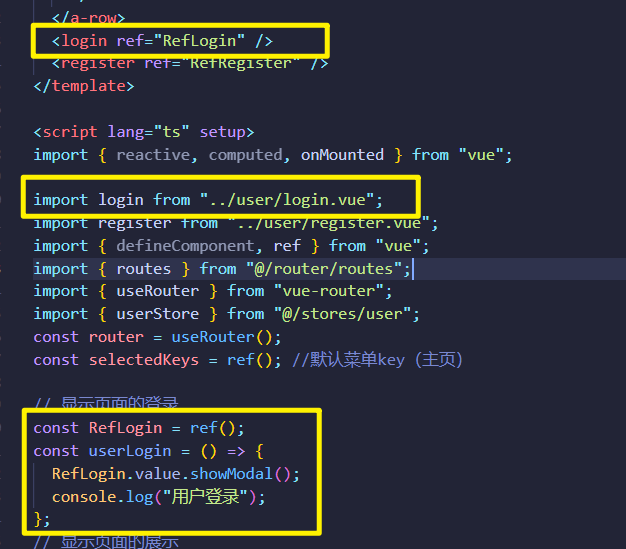 </a-row>
<login ref="RefLogin" />
<register ref="RefRegister" />
</template>
<script lang="ts" setup>
import { reactive, computed, onMounted } from "vue";
import login from "../user/login.vue";
import register from "../user/register.vue";
import { defineComponent, ref } from "vue";
import { routes } from "@/router/routes";
import { useRouter } from "vue-router";
import { userStore } from "@/stores/user";
const router = useRouter();
const selectedKeys = ref(); //默认菜单key（主页）
// 显示页面的登录
const RefLogin = ref();
const userLogin = () => {
RefLogin.value.showModal();
console.log("用户登录");
};
// 显示页面的展示